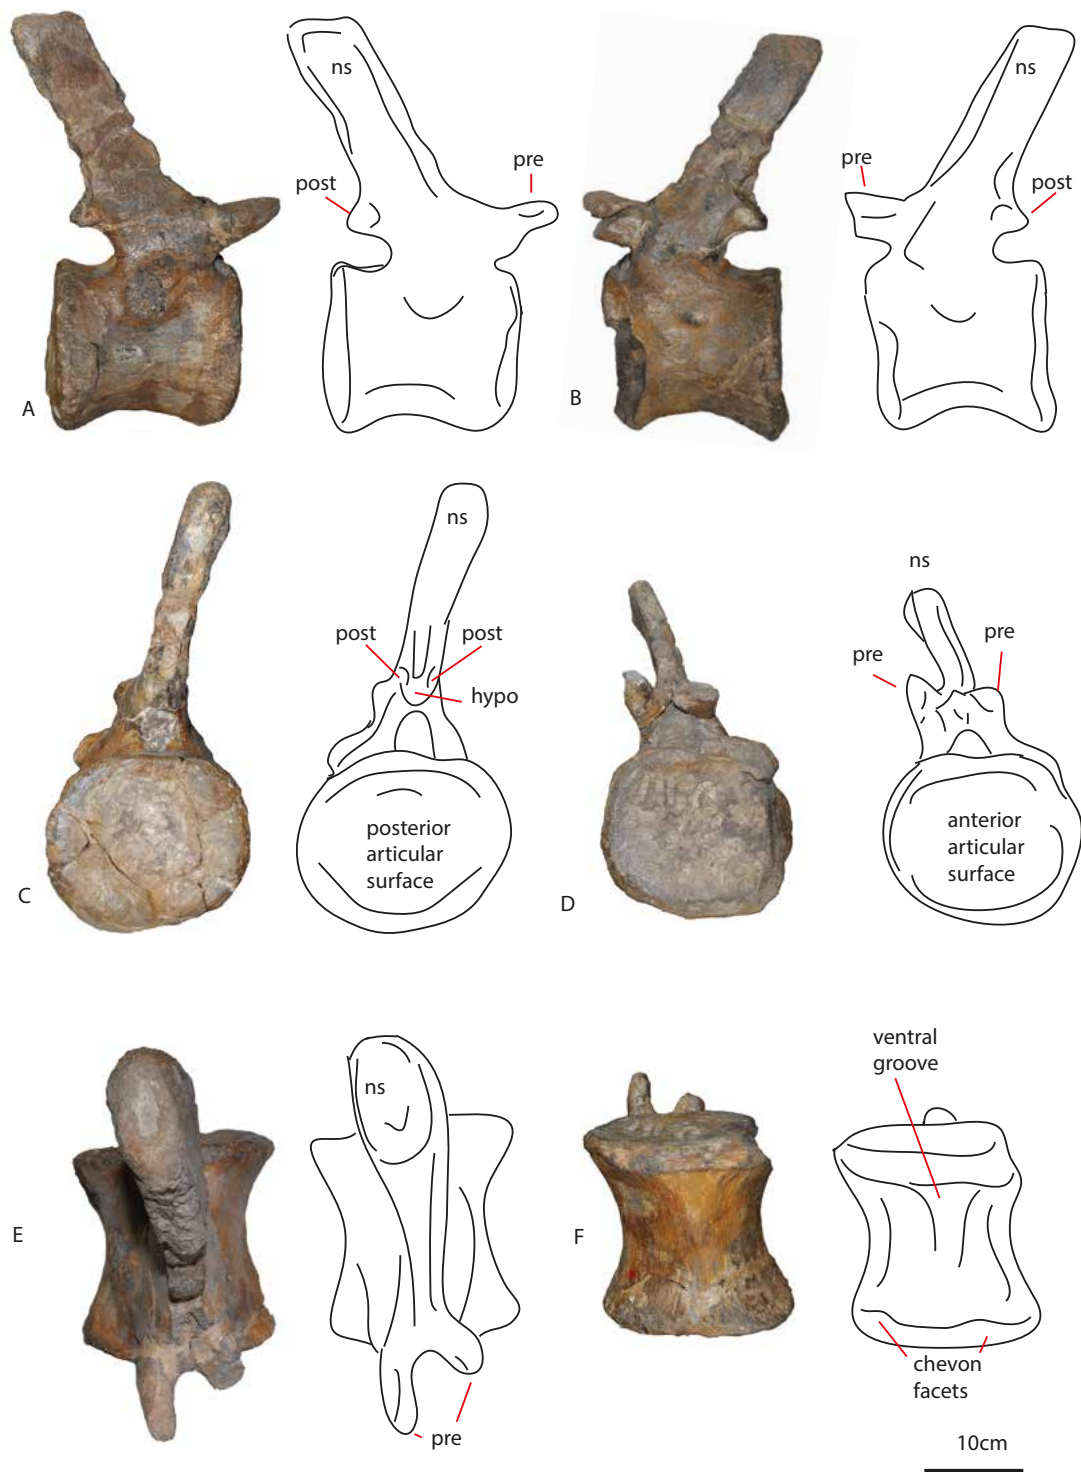 ns
pre
post
A
ns
pre
post
B
ns
post
post
hypo
posterior
articular
surface
C
ns
pre
pre
anterior
articular
surface
D
ns
pre
E
ventral
groove
F
chevon
facets
10cm